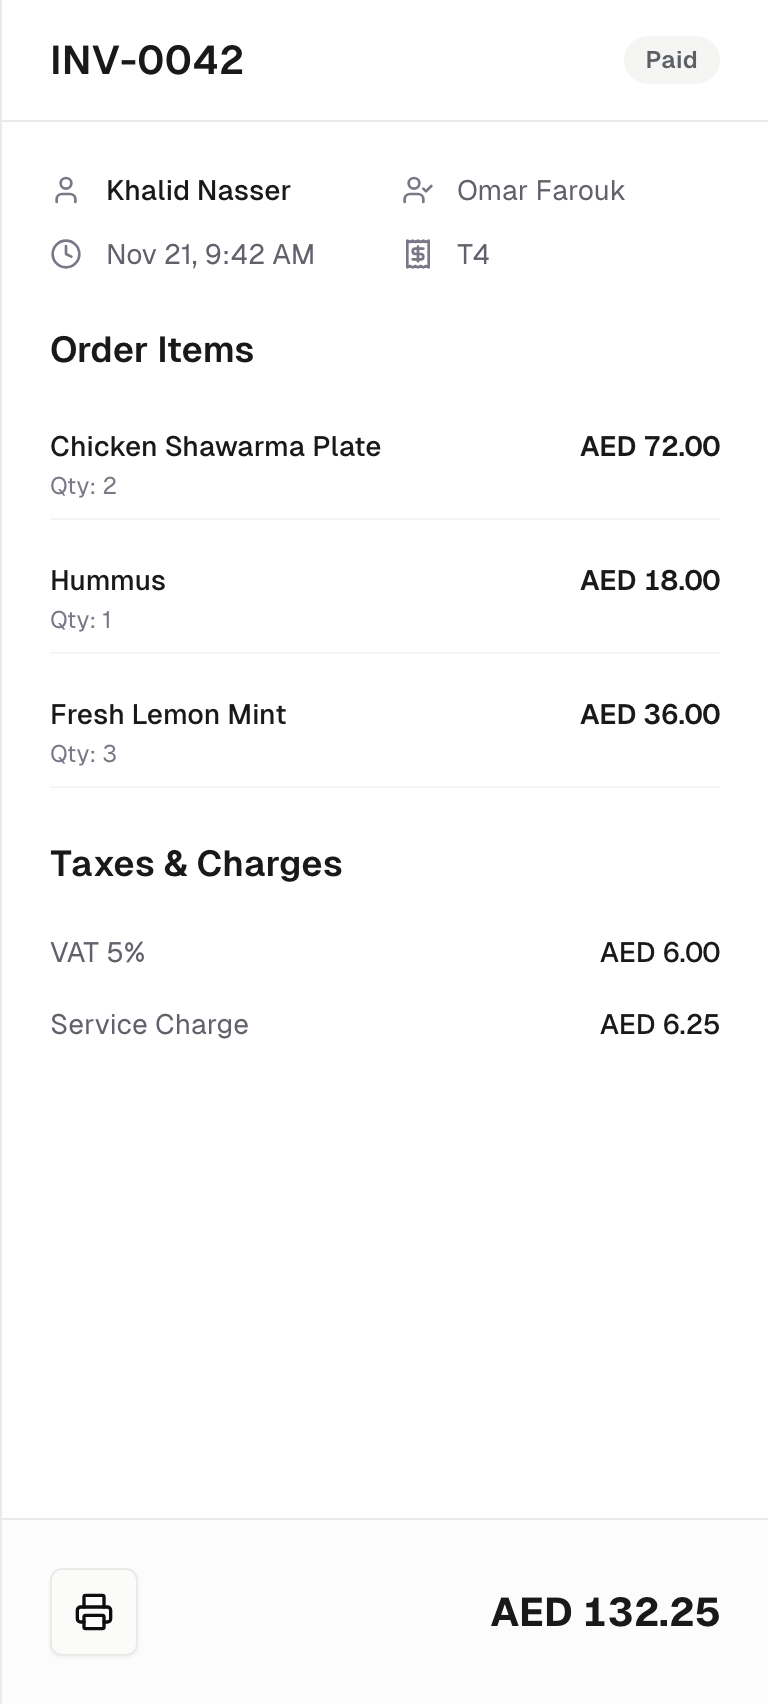 INV-0042
Paid
Khalid Nasser
Omar Farouk
Nov 21, 9:42 AM
T4
Order Items
Chicken Shawarma Plate AED 72.00
Qty: 2
Hummus AED 18.00
Qty: 1
Fresh Lemon Mint AED 36.00
Qty: 3
Taxes & Charges
VAT 5% AED 6.00
Service Charge AED 6.25
AED 132.25